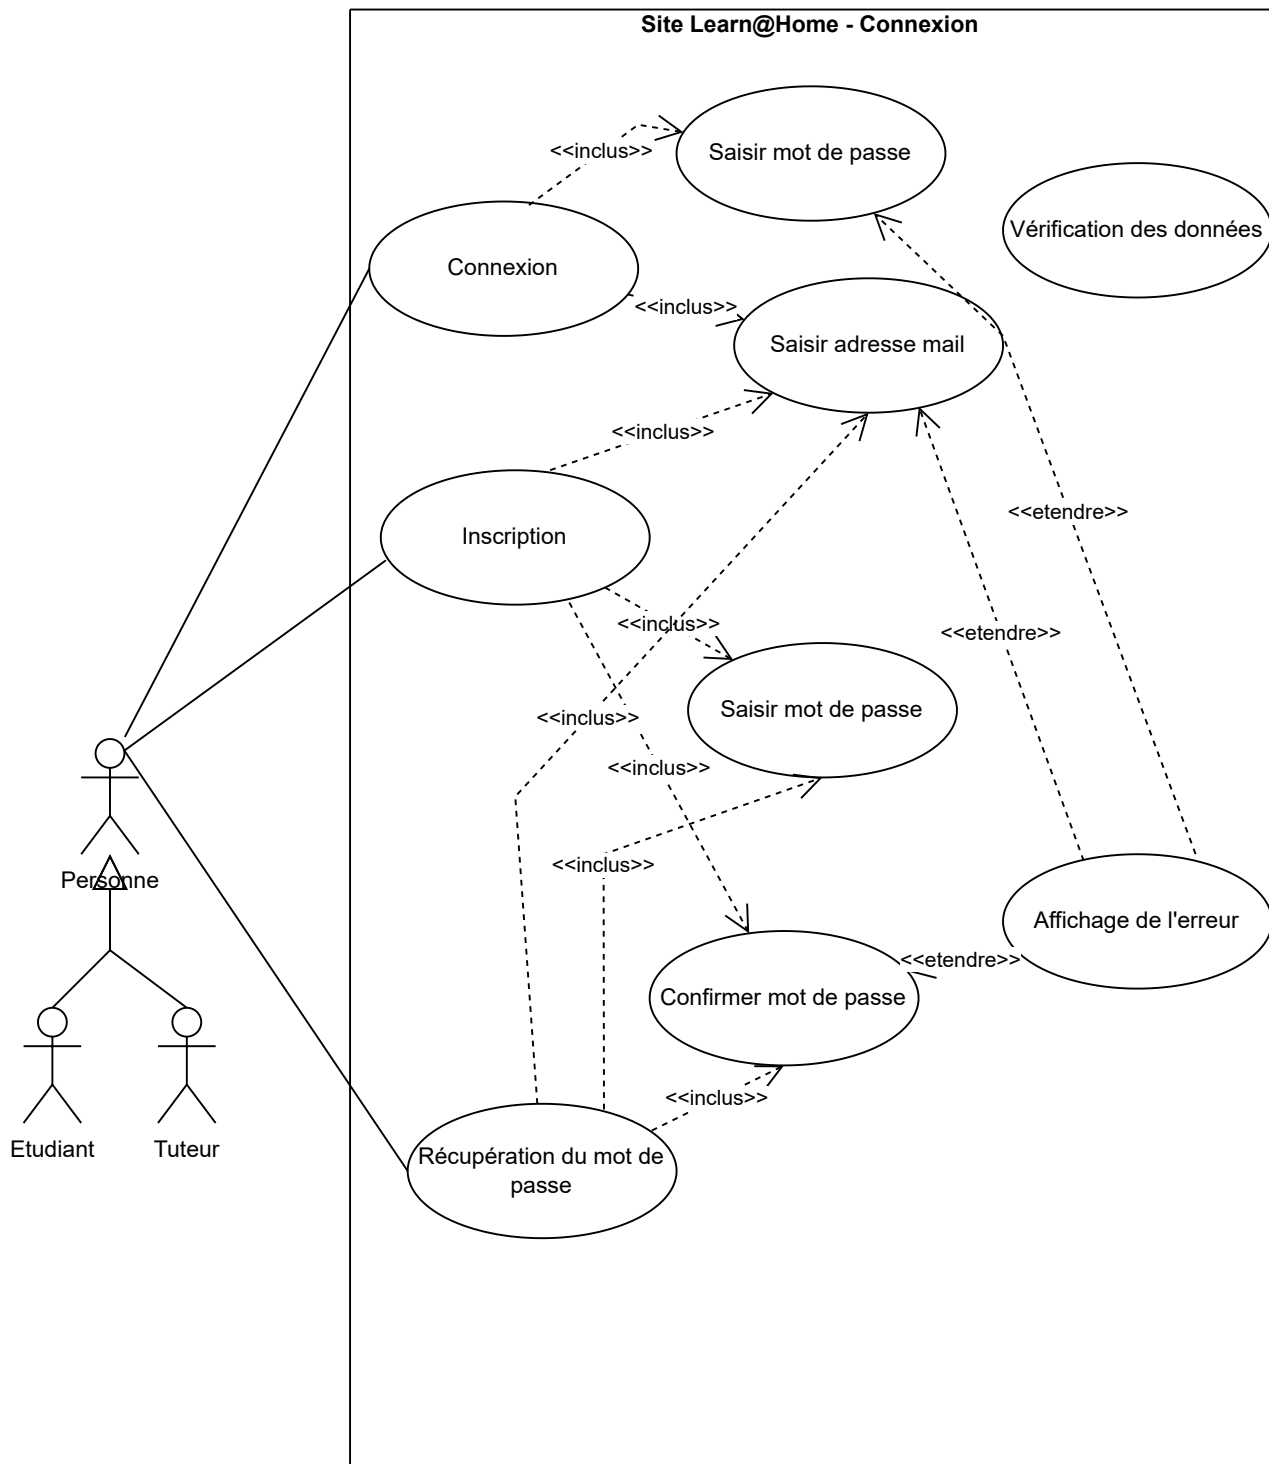 Site Learn@Home - Connexion
<<inclus>>
Saisir mot de passe
Vérification des données
Connexion
<<inclus>>
Saisir adresse mail
<<inclus>>
<<etendre>>
Inscription
<<inclus>>
<<etendre>>
Saisir mot de passe
<<inclus>>
<<inclus>>
<<inclus>>
Personne
Affichage de l'erreur
<<etendre>>
Confirmer mot de passe
<<inclus>>
Etudiant
Tuteur
Récupération du mot de
passe